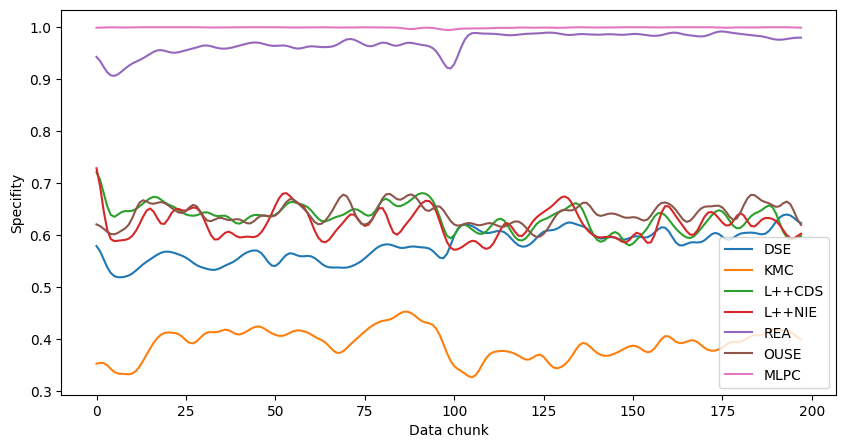 1.0
0.9
0.8
0.7
0.6
0.5
0.4
0.3
Specifity
0 25 50 75 100 125 150 175 200
Data chunk
DSE
KMC
L++CDS
L++NIE
REA
OUSE
MLPC